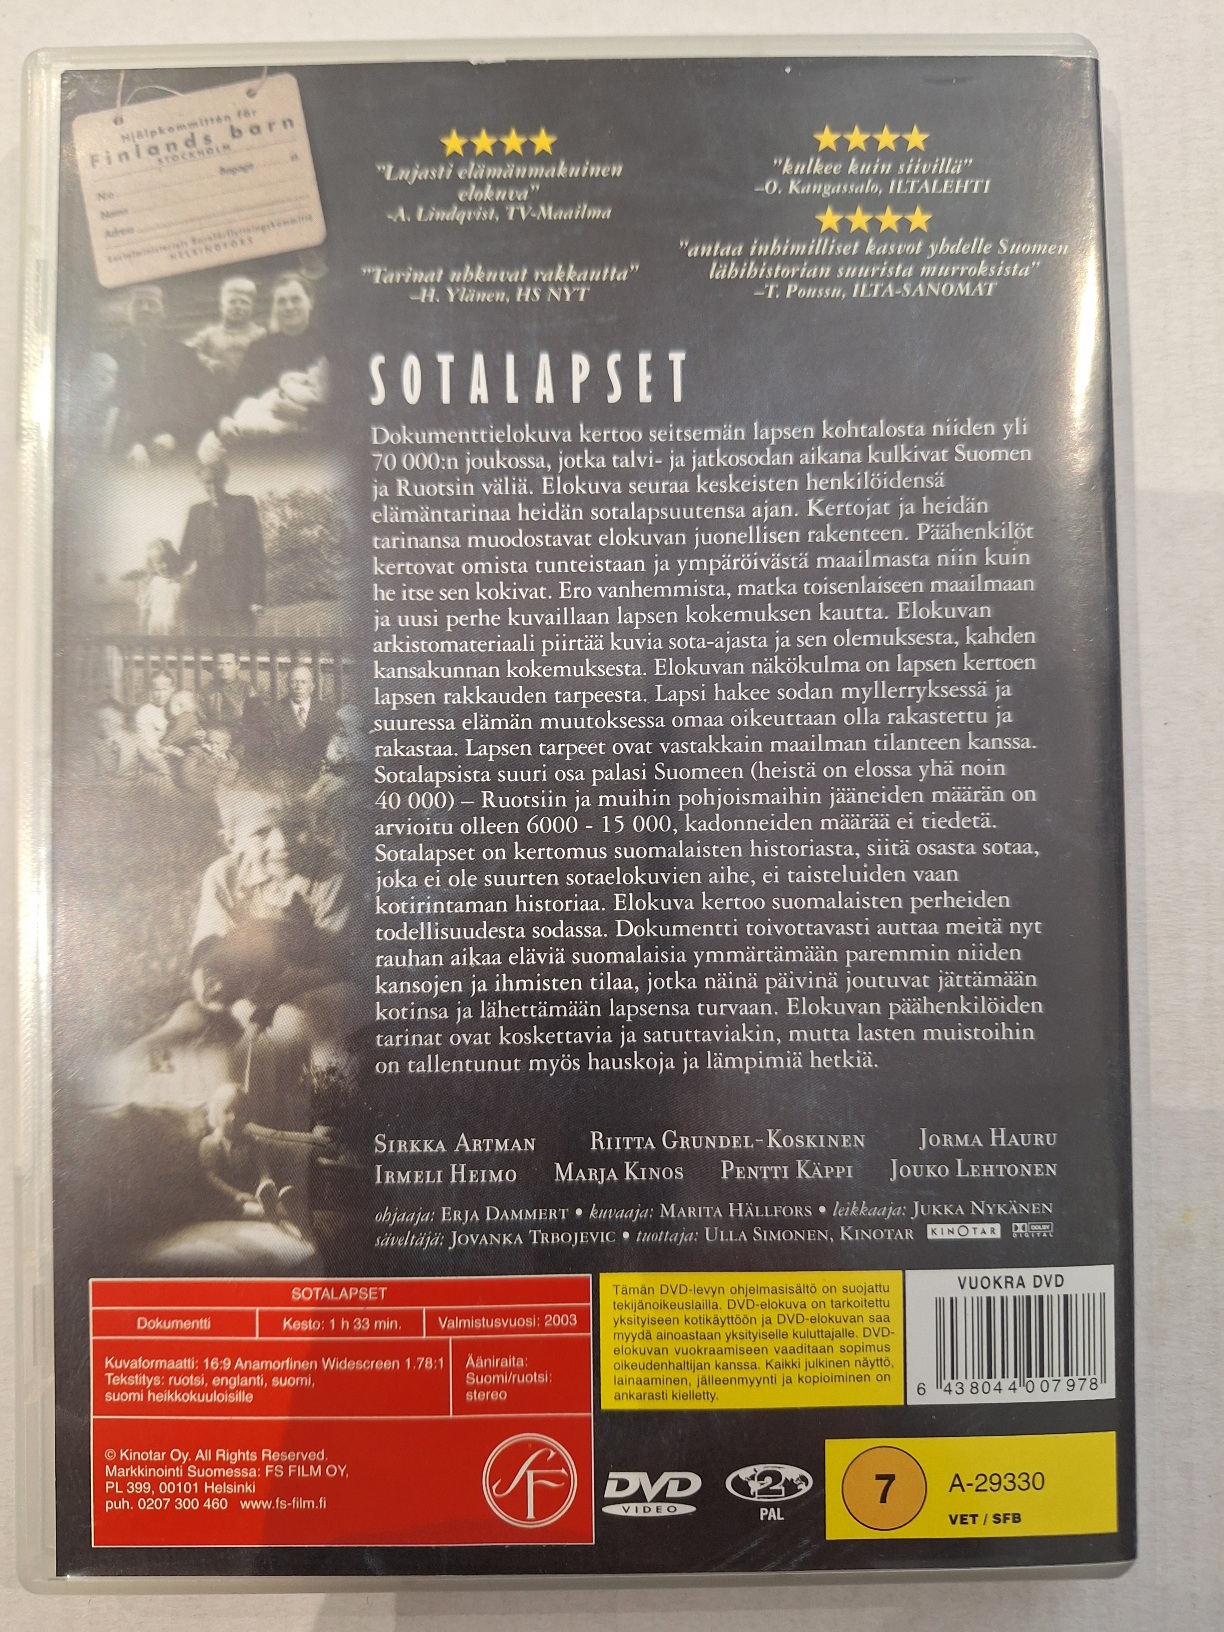 Hjälpkommittén för
Finlands barn
STOCKHOLM
Bagage
No
Namn
Adress
HELSINGFORS
"Lujasti elämänmakuinen
elokuva"
-A. Lindqvist, TV-Maailma
"kulkee kuin siivillä"
-O. Kangassalo, ILTALEHTI
"Tarinat uhkuvat rakkautta"
-H. Ylänen, HS NYT
"antaa inhimilliset kasvot yhdelle Suomen
lähihistorian suurista murroksista"
-T. Poussu, ILTA-SANOMAT
SOTALAPSET
Dokumenttielokuva kertoo seitsemän lapsen kohtalosta niiden yli
70 000:n joukossa, jotka talvi- ja jatkosodan aikana kulkivat Suomen
ja Ruotsin väliä. Elokuva seuraa keskeisten henkilöidensä
elämäntarinaa heidän sotalapsuutensa ajan. Kertojat ja heidän
tarinansa muodostavat elokuvan juonellisen rakenteen. Päähenkilöt
kertovat omista tunteistaan ja ympäröivästä maailmasta niin kuin
he itse sen kokivat. Ero vanhemmista, matka toisenlaiseen maailmaan
ja uusi perhe kuvaillaan lapsen kokemuksen kautta. Elokuvan
arkistomateriaali piirtää kuvia sota-ajasta ja sen olemuksesta, kahden
kansakunnan kokemuksesta. Elokuvan näkökulma on lapsen kertoen
lapsen rakkauden tarpeesta. Lapsi hakee sodan myllerryksessä ja
suuressa elämän muutoksessa omaa oikeuttaan olla rakastettu ja
rakastaa. Lapsen tarpeet ovat vastakkain maailman tilanteen kanssa.
Sotalapsista suuri osa palasi Suomeen (heistä on elossa yhä noin
40 000) – Ruotsiin ja muihin pohjoismaihin jääneiden määrän on
arvioitu olleen 6000 - 15 000, kadonneiden määrää ei tiedetä.
Sotalapset on kertomus suomalaisten historiasta, siitä osasta sotaa,
joka ei ole suurten sotaelokuvien aihe, ei taisteluiden vaan
kotirintaman historiaa. Elokuva kertoo suomalaisten perheiden
todellisuudesta sodassa. Dokumentti toivottavasti auttaa meitä nyt
rauhan aikaa eläviä suomalaisia ymmärtämään paremmin niiden
kansojen ja ihmisten tilaa, jotka näinä päivinä joutuvat jättämään
kotinsa ja lähettämään lapsensa turvaan. Elokuvan päähenkilöiden
tarinat ovat koskettavia ja satuttaviakin, mutta lasten muistoihin
on tallentunut myös hauskoja ja lämpimiä hetkiä.
SIRKKA ARTMAN RIITTA GRUNDEL-KOSKINEN JORMA HAURU
IRMELI HEIMO MARJA KINOS PENTTI KÄPPI JOUKO LEHTONEN
ohjaaja: ERJA DAMMERT • kuvaaja: MARITA HÄLLFORS • leikkaaja: JUKKA NYKÄNEN
säveltäjä: JOVANKA TRBOJEVIC • tuottaja: ULLA SIMONEN, KINOTAR KINOTAR DOLBY DIGITAL
SOTALAPSET
Dokumentti Kesto: 1 h 33 min. Valmistusvuosi: 2003
Kuvaformaatti: 16:9 Anamorfinen Widescreen 1.78:1
Tekstitys: ruotsi, englanti, suomi,
suomi heikkokuuloisille
Ääniraita:
Suomi/ruotsi:
stereo
© Kinotar Oy. All Rights Reserved.
Markkinointi Suomessa: FS FILM OY,
PL 399, 00101 Helsinki
puh. 0207 300 460 www.fs-film.fi
SF
Tämän DVD-levyn ohjelmasisältö on suojattu
tekijänoikeuslailla. DVD-elokuva on tarkoitettu
yksityiseen kotikäyttöön ja DVD-elokuvan saa
myydä ainoastaan yksityiselle kuluttajalle. DVD-
elokuvan vuokraamiseen vaaditaan sopimus
oikeudenhaltijan kanssa. Kaikki julkinen näyttö,
lainaaminen, jälleenmyynti ja kopioiminen on
ankarasti kielletty.
VUOKRA DVD
6 438044 007978
DVD
VIDEO
2
PAL
7
A-29330
VET / SFB